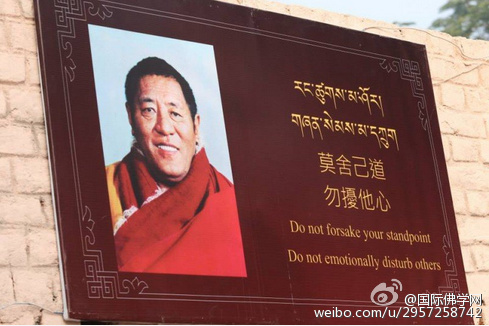 རང་ཚུགས་མ་ཤོར།
གཞན་སེམས་མ་དཀྲུག
莫舍己道
勿擾他心
Do not forsake your standpoint
Do not emotionally disturb others
@国际佛学网
weibo.com/u/2957258742